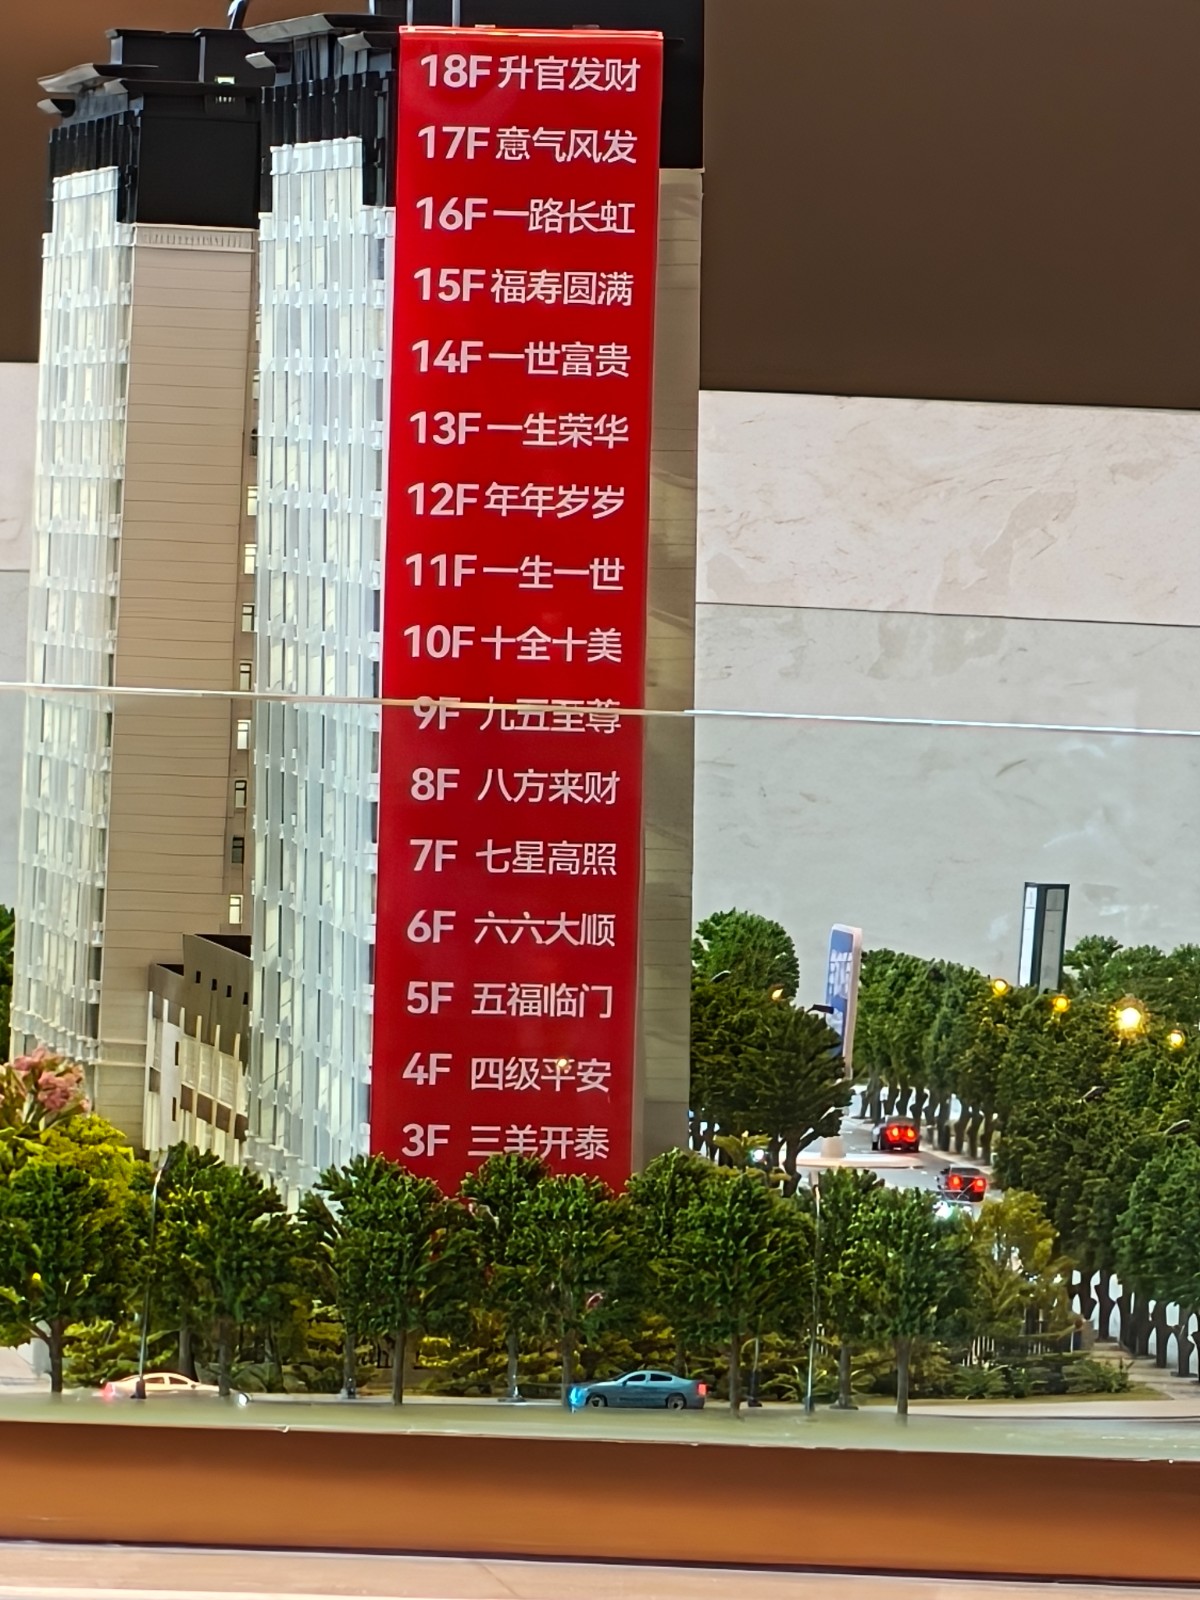 18F 升官发财
17F 意气风发
16F 一路长虹
15F 福寿圆满
14F 一世富贵
13F 一生荣华
12F 年年岁岁
11F 一生一世
10F 十全十美
9F 九五至尊
8F 八方来财
7F 七星高照
6F 六六大顺
5F 五福临门
4F 四级平安
3F 三羊开泰